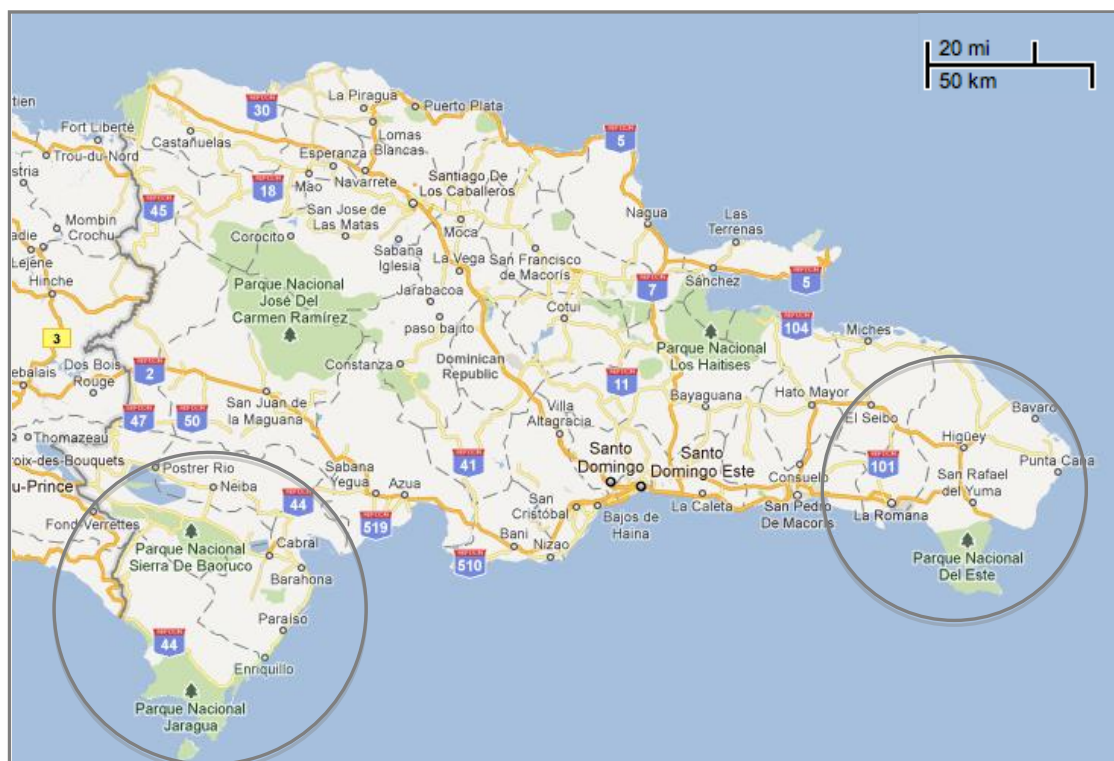 20 mi
50 km
tien
La Piragua
Puerto Plata
30
Fort Liberté
Castañuelas
Lomas
Blancas
5
Trou-du-Nord
Esperanza
Navarrete
Santiago De
Los Caballeros
stria
Mao
18
45
San Jose de
Las Matas
Mombin
Crochu
Moca
Nagua
Las
Terrenas
adie
Corocito
Sabana
Iglesia
Lejene
La Vega
San Francisco
de Macorís
Sánchez
5
Hinche
Parque Nacional
José Del
Carmen Ramírez
Jarabacoa
7
Cotui
paso bajito
104
Miches
3
Parque Nacional
Los Haitises
Dos Bois
Rouge
2
Constanza
Dominican
Republic
ebalais
11
Hato Mayor
San Juan de
la Maguana
Villa
Altagracia
Bayaguana
El Seibo
Bavaro
47
50
Thomazeau
Higüey
oix-des-Bouquets
Postrer Rio
Sabana
Yegua
41
Santo
Domingo
Santo
Domingo Este
101
Punta Cana
u-Prince
Neiba
Azua
Consuelo
San Rafael
del Yuma
44
San
Cristóbal
La Caleta
San Pedro
De Macoris
La Romana
Fond-Verrettes
519
Bajos de
Haina
Parque Nacional
Sierra De Baoruco
Cabral
Bani
Nizao
510
Parque Nacional
Del Este
Barahona
Paraíso
44
Enriquillo
Parque Nacional
Jaragua